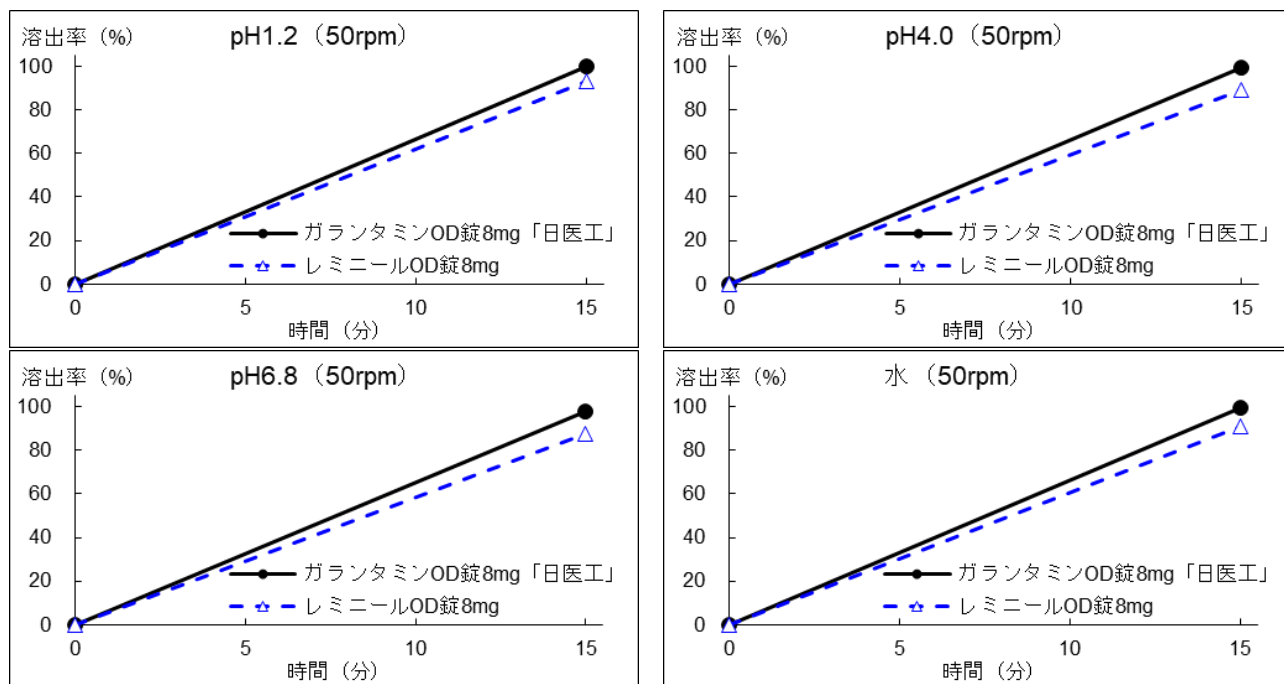 溶出率（%）
pH1.2（50rpm）
100
80
60
40
20
0
ガランタミンOD錠8mg「日医工」
レミニールOD錠8mg
0 5 10 15
時間（分）
溶出率（%）
pH4.0（50rpm）
100
80
60
40
20
0
ガランタミンOD錠8mg「日医工」
レミニールOD錠8mg
0 5 10 15
時間（分）
溶出率（%）
pH6.8（50rpm）
100
80
60
40
20
0
ガランタミンOD錠8mg「日医工」
レミニールOD錠8mg
0 5 10 15
時間（分）
溶出率（%）
水（50rpm）
100
80
60
40
20
0
ガランタミンOD錠8mg「日医工」
レミニールOD錠8mg
0 5 10 15
時間（分）